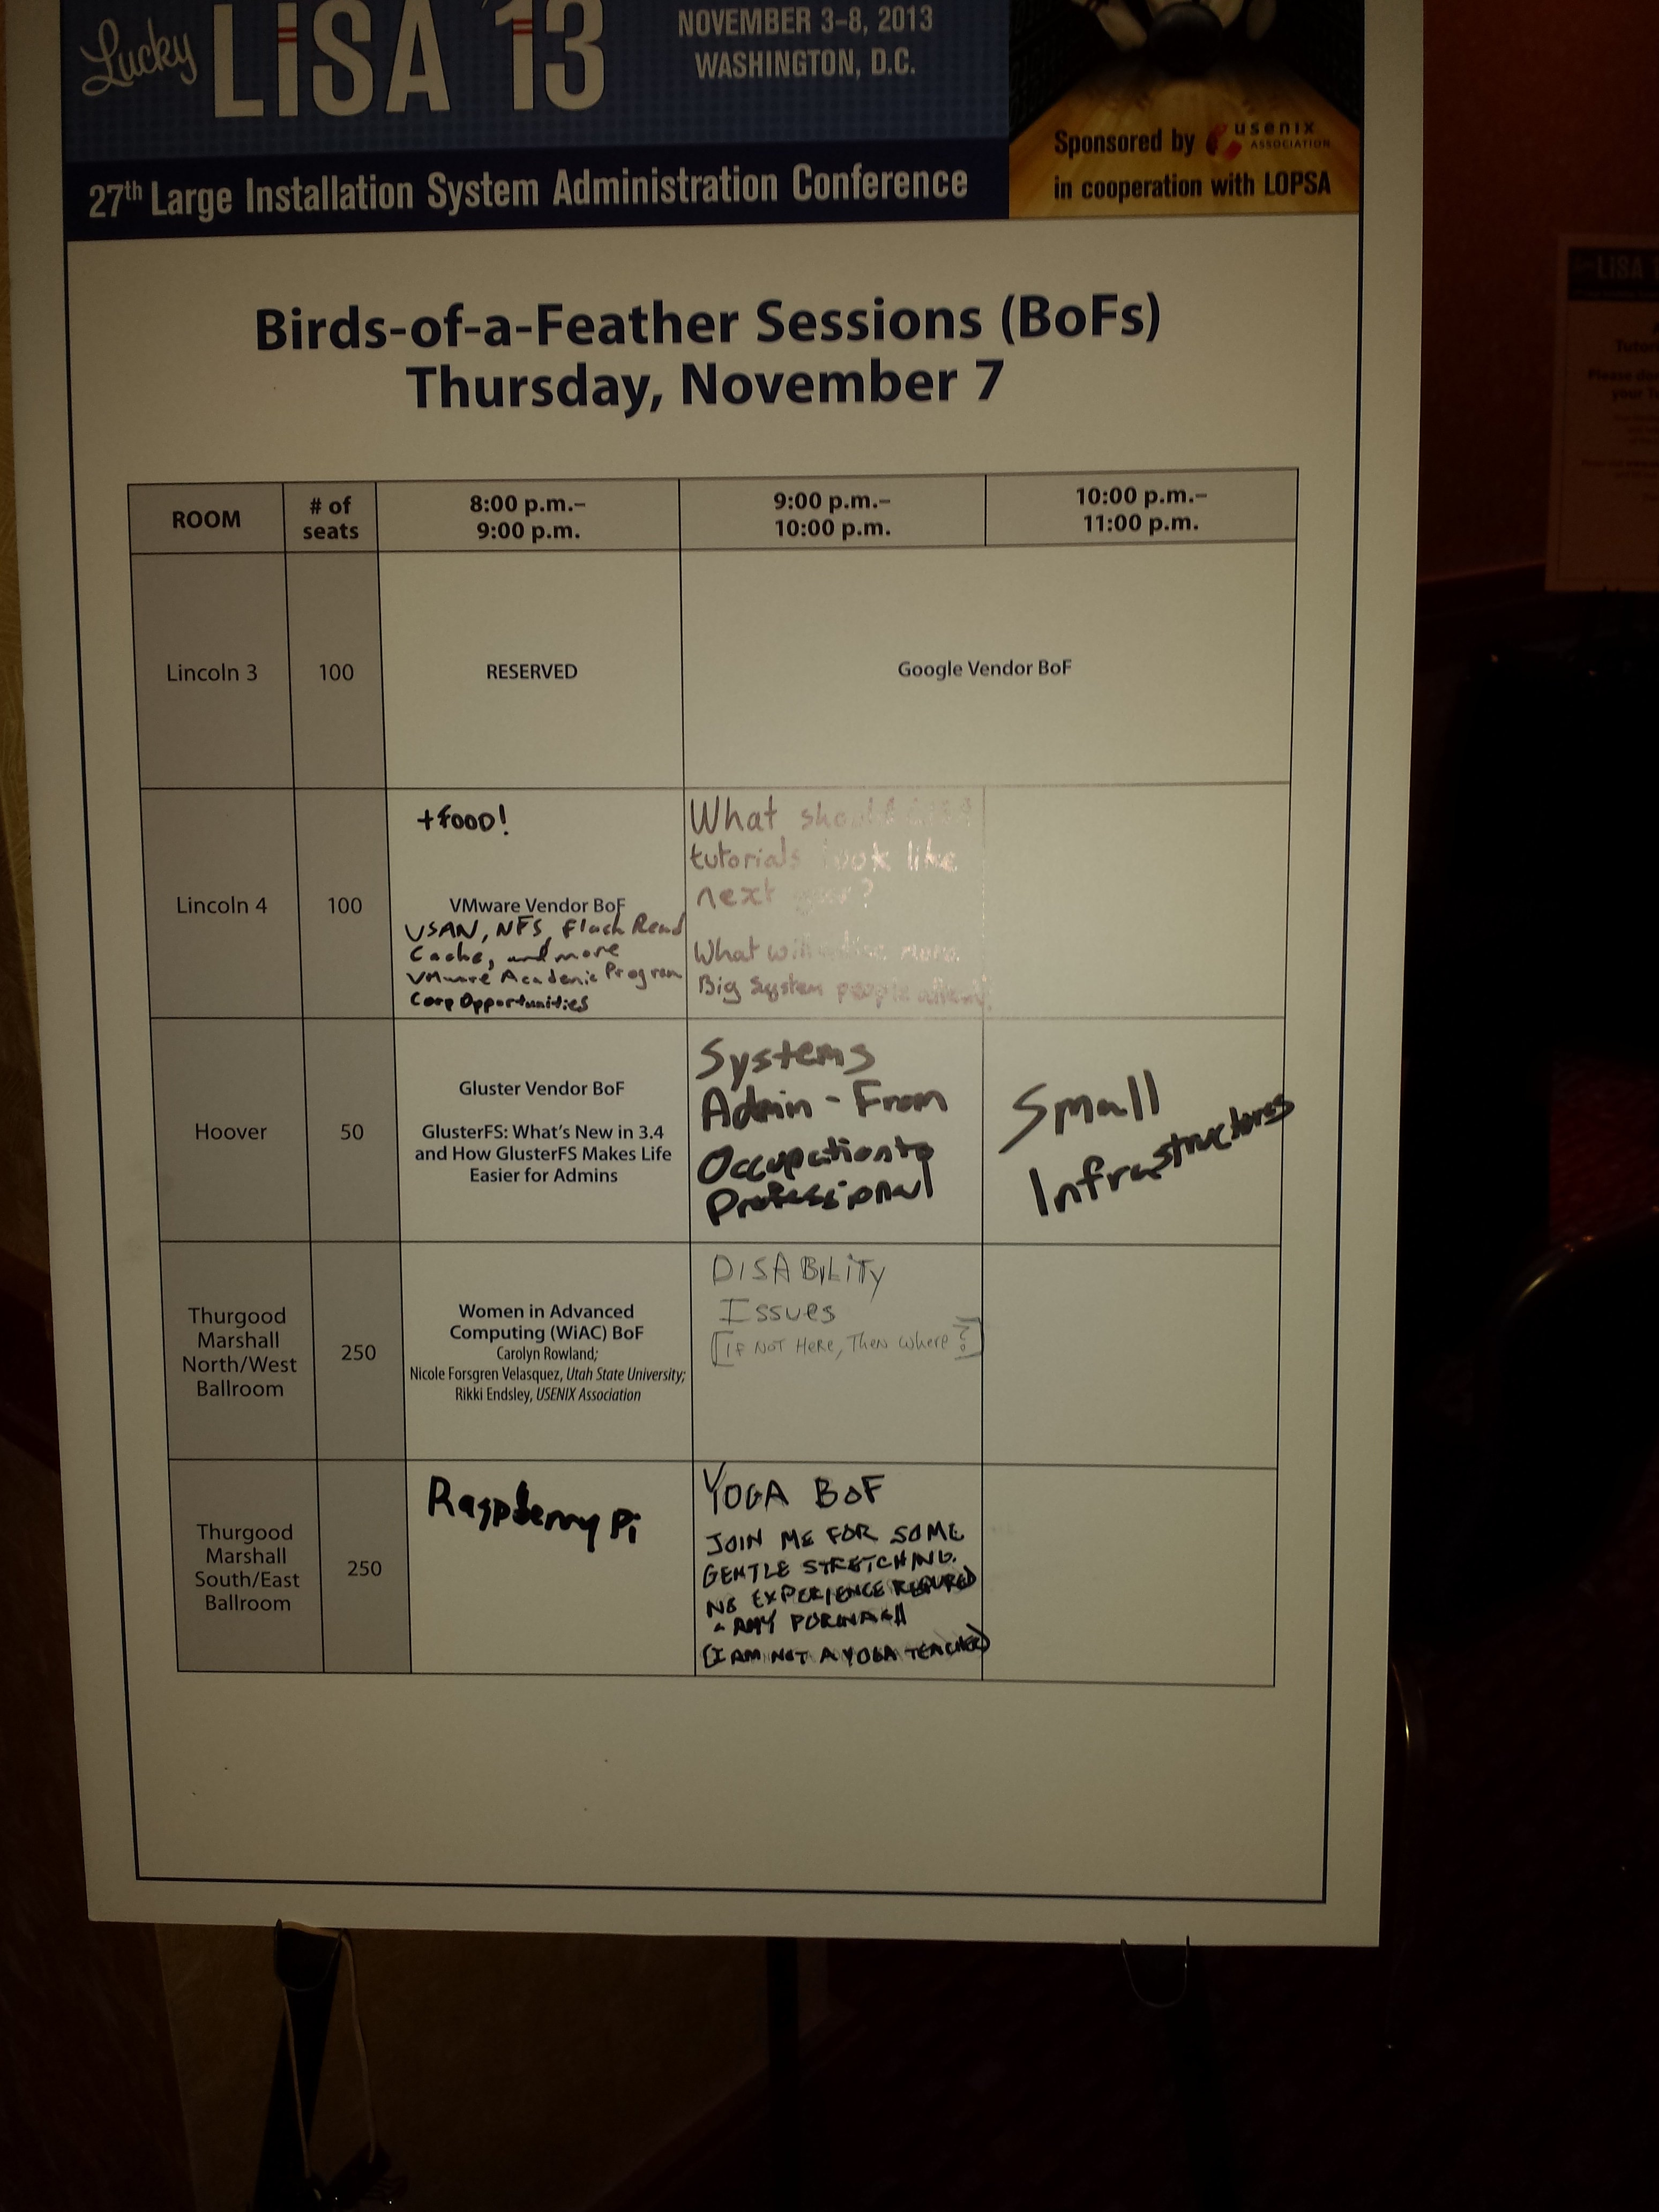 Lucky LiSA '13
NOVEMBER 3–8, 2013
WASHINGTON, D.C.
27th Large Installation System Administration Conference
Sponsored by usenix ASSOCIATION
in cooperation with LOPSA
Birds-of-a-Feather Sessions (BoFs)
Thursday, November 7
ROOM
# of
seats
8:00 p.m.–
9:00 p.m.
9:00 p.m.–
10:00 p.m.
10:00 p.m.–
11:00 p.m.
Lincoln 3
100
RESERVED
Google Vendor BoF
Lincoln 4
100
+FOOD!
VMware Vendor BoF
VSAN, NFS, Flash Read
Cache, and more
VMware Academic Program
Corp Opportunities
What should LISA
tutorials look like
next year?
What will
Big System people
Hoover
50
Gluster Vendor BoF
GlusterFS: What's New in 3.4
and How GlusterFS Makes Life
Easier for Admins
Systems
Admin - From
Occupation to
Professional
Small
Infrastructures
Thurgood
Marshall
North/West
Ballroom
250
Women in Advanced
Computing (WiAC) BoF
Carolyn Rowland;
Nicole Forsgren Velasquez, Utah State University;
Rikki Endsley, USENIX Association
DISABILITY
ISSUES
[IF NOT HERE, THEN WHERE?]
Thurgood
Marshall
South/East
Ballroom
250
Raspberry Pi
YOGA BOF
JOIN ME FOR SOME
GENTLE STRETCHING.
NO EXPERIENCE REQUIRED
- AMY
(I AM NOT A YOGA TEACHER)
LiSA 1
Please
your